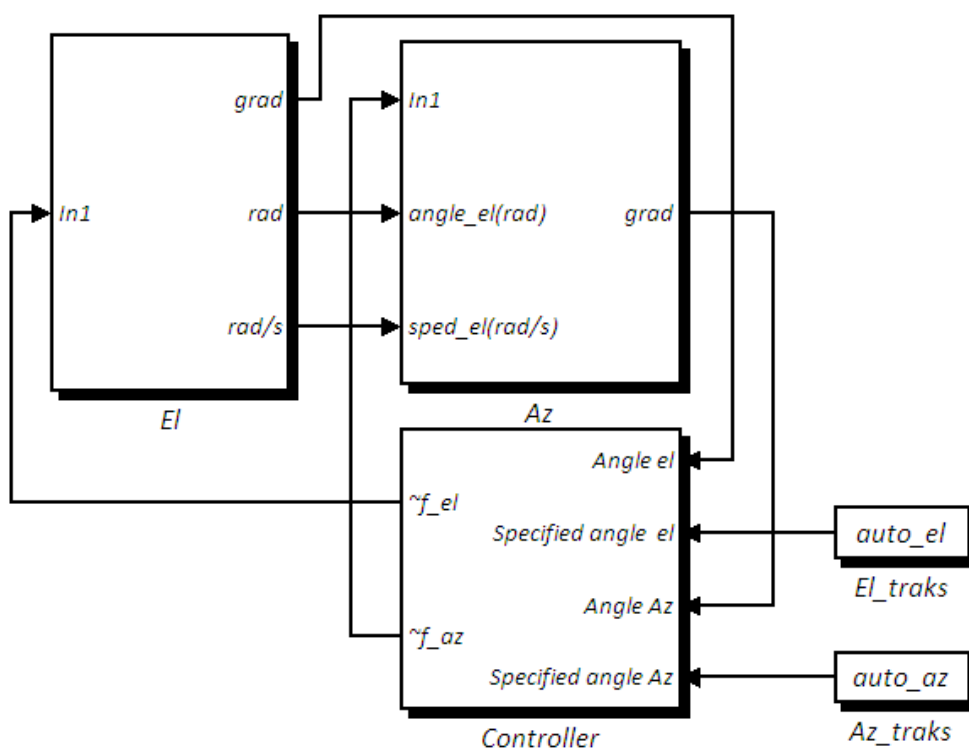 grad
In1
rad
rad/s
El
In1
angle_el(rad)
grad
sped_el(rad/s)
Az
Angle el
~f_el
Specified angle el
Angle Az
~f_az
Specified angle Az
Controller
auto_el
El_traks
auto_az
Az_traks